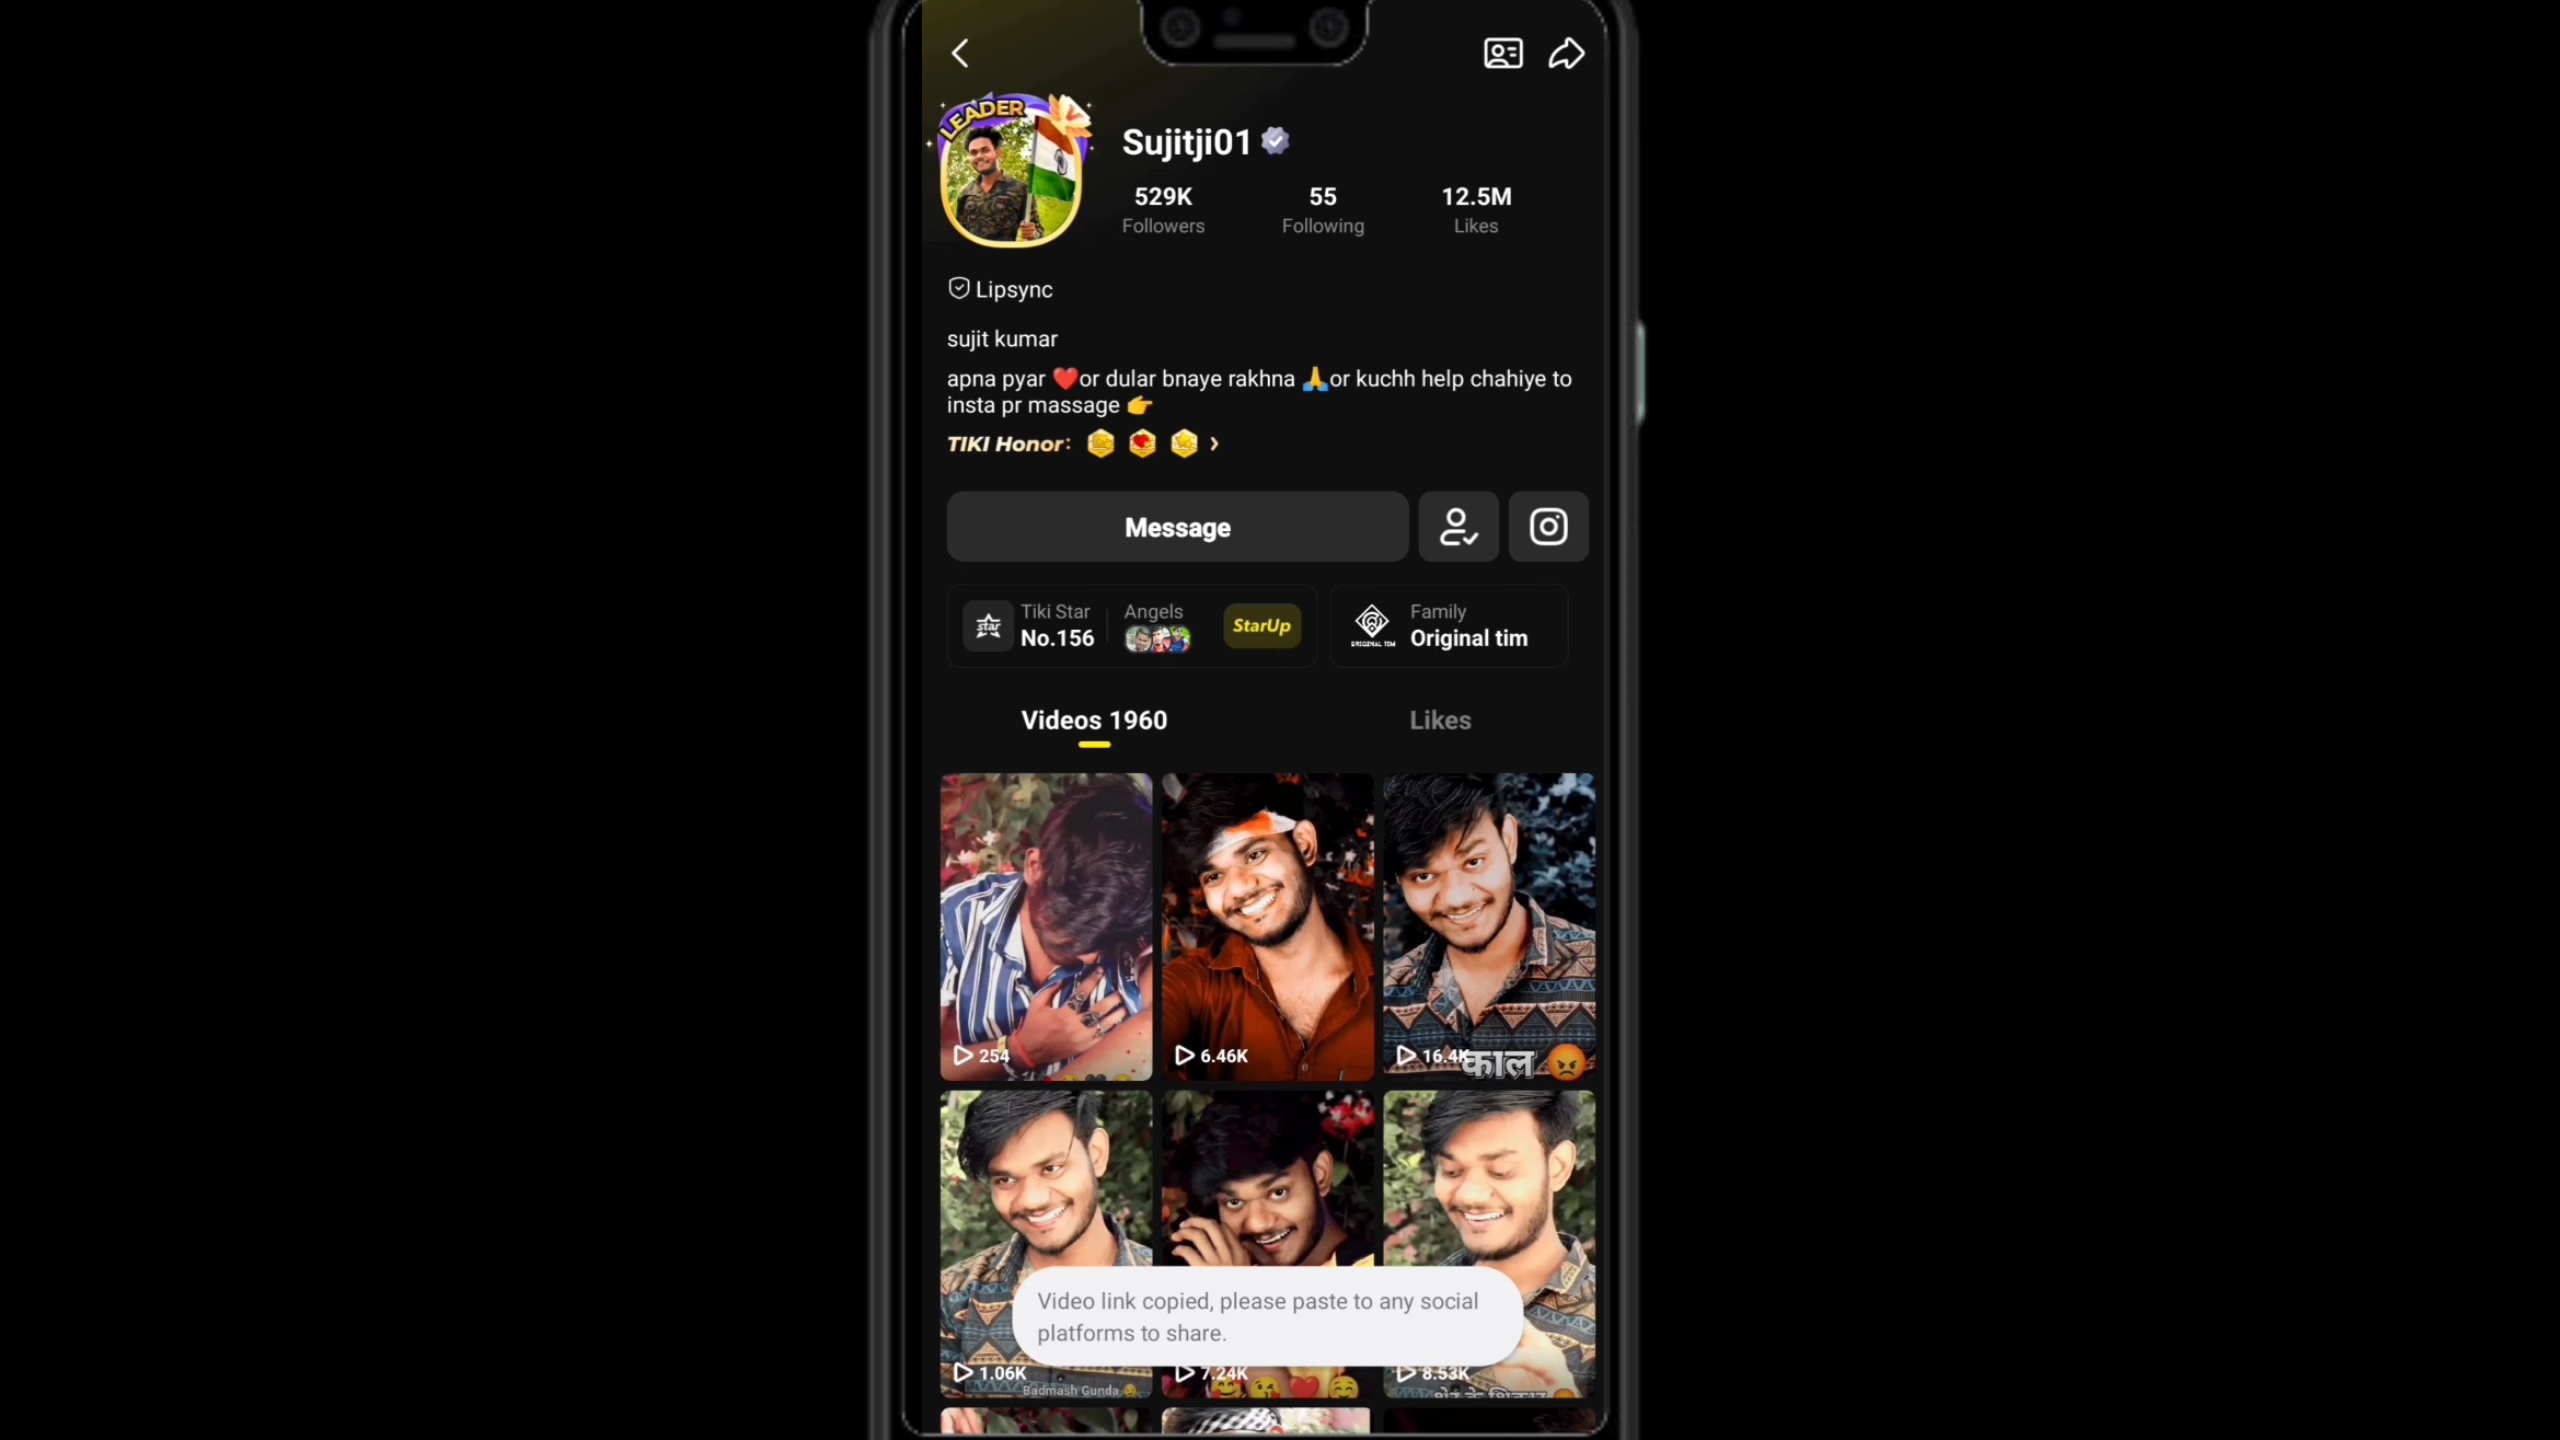 LEADER
Sujitji01
529K 55 12.5M
Followers Following Likes
Lipsync
sujit kumar
apna pyar ❤️or dular bnaye rakhna 🙏or kuchh help chahiye to
insta pr massage 👉
TIKI Honor:
Message
star
Tiki Star
No.156
Angels
StarUp
ORIGINAL TIM
Family
Original tim
Videos 1960 Likes
254 6.46K 16.4K
काल 😡
Video link copied, please paste to any social
platforms to share.
1.06K 7.24K 8.53K
Badmash Gunda